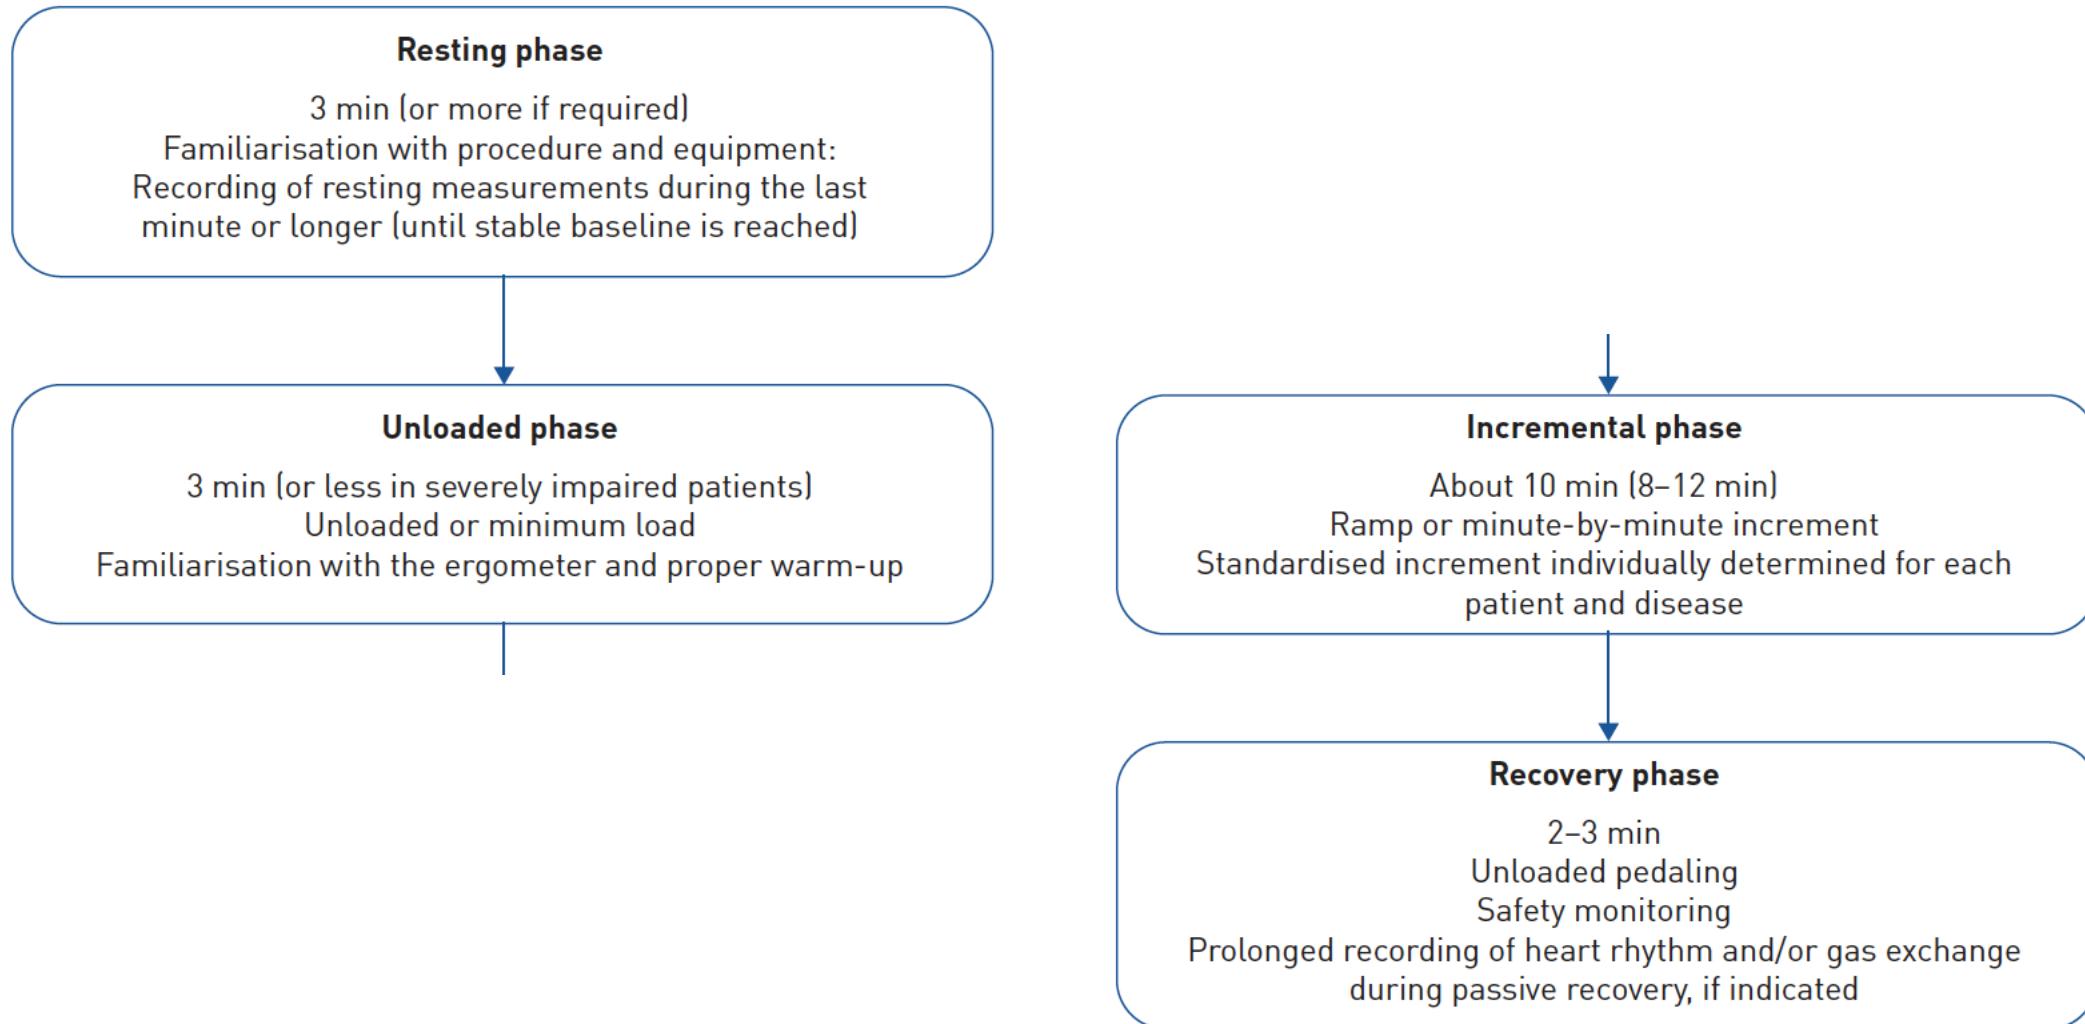 Resting phase
3 min (or more if required)
Familiarisation with procedure and equipment:
Recording of resting measurements during the last
minute or longer (until stable baseline is reached)
Unloaded phase
3 min (or less in severely impaired patients)
Unloaded or minimum load
Familiarisation with the ergometer and proper warm-up
Incremental phase
About 10 min (8–12 min)
Ramp or minute-by-minute increment
Standardised increment individually determined for each
patient and disease
Recovery phase
2–3 min
Unloaded pedaling
Safety monitoring
Prolonged recording of heart rhythm and/or gas exchange
during passive recovery, if indicated